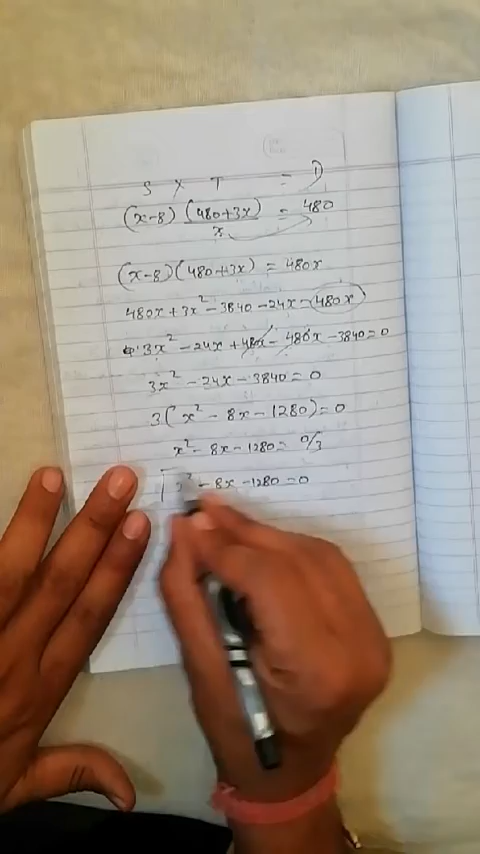 S × T = D
(x-8) (480+3x)/x = 480
(x-8)(480+3x) = 480x
480x + 3x² - 3840 - 24x - 480x
3x² - 24x + 480x - 480x - 3840 = 0
3x² - 24x - 3840 = 0
3(x² - 8x - 1280) = 0
x² - 8x - 1280 = 0/3
x² - 8x - 1280 = 0